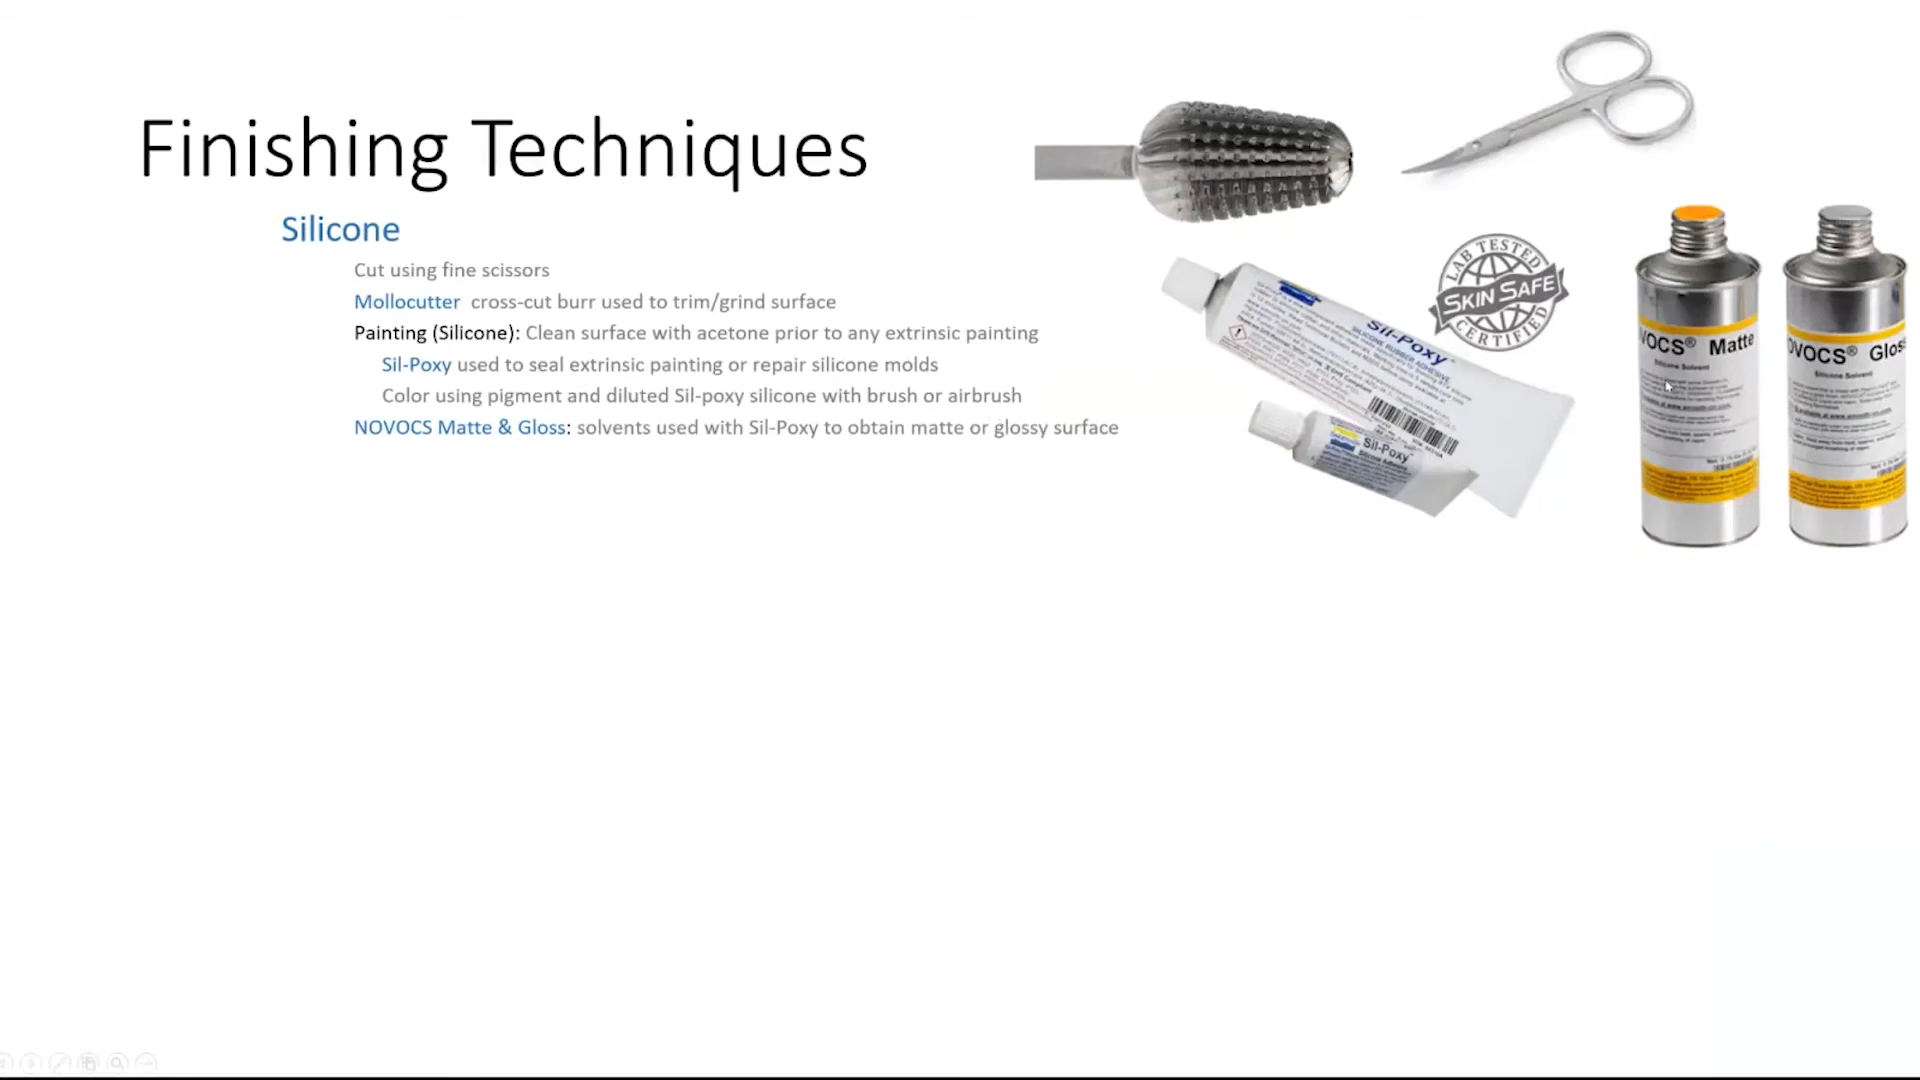 Finishing Techniques
Silicone
Cut using fine scissors
Mollocutter cross-cut burr used to trim/grind surface
Painting (Silicone): Clean surface with acetone prior to any extrinsic painting
Sil-Poxy used to seal extrinsic painting or repair silicone molds
Color using pigment and diluted Sil-poxy silicone with brush or airbrush
NOVOCS Matte & Gloss: solvents used with Sil-Poxy to obtain matte or glossy surface
LAB TESTED
SKIN SAFE
CERTIFIED
Sil-Poxy™
SILICONE RUBBER ADHESIVE
Sil-Poxy™
Silicone Adhesive
VOCS® Matte
Silicone Solvent
OVOCS® Glos
Silicone Solvent